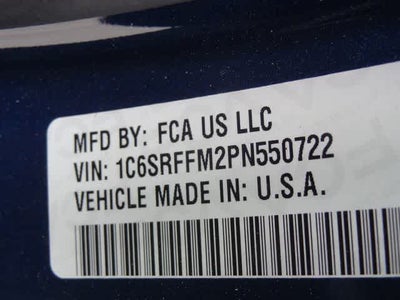 MFD BY: FCA US LLC
VIN: 1C6SRFFM2PN550722
VEHICLE MADE IN: U.S.A.